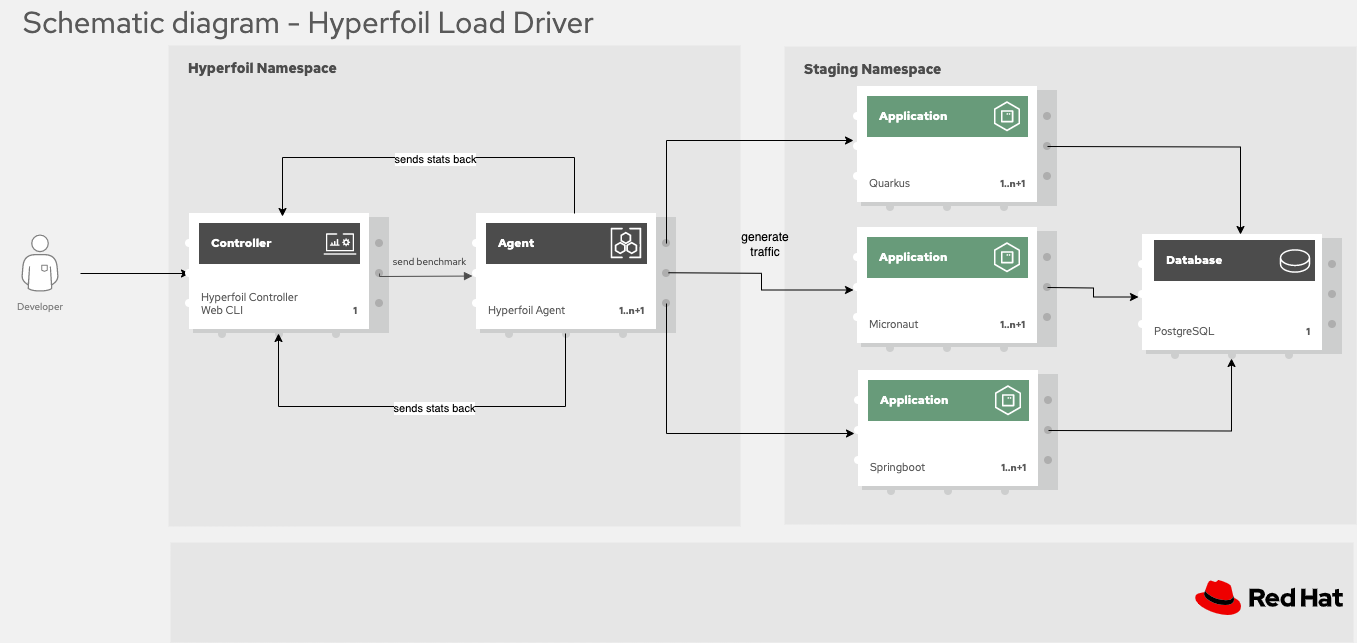 Schematic diagram - Hyperfoil Load Driver
Hyperfoil Namespace
Staging Namespace
Application
Quarkus
1..n+1
sends stats back
Controller
Hyperfoil Controller
Web CLI
1
send benchmark
Agent
Hyperfoil Agent
1..n+1
sends stats back
Developer
generate
traffic
Application
Micronaut
1..n+1
Database
PostgreSQL
1
Application
Springboot
1..n+1
Red Hat